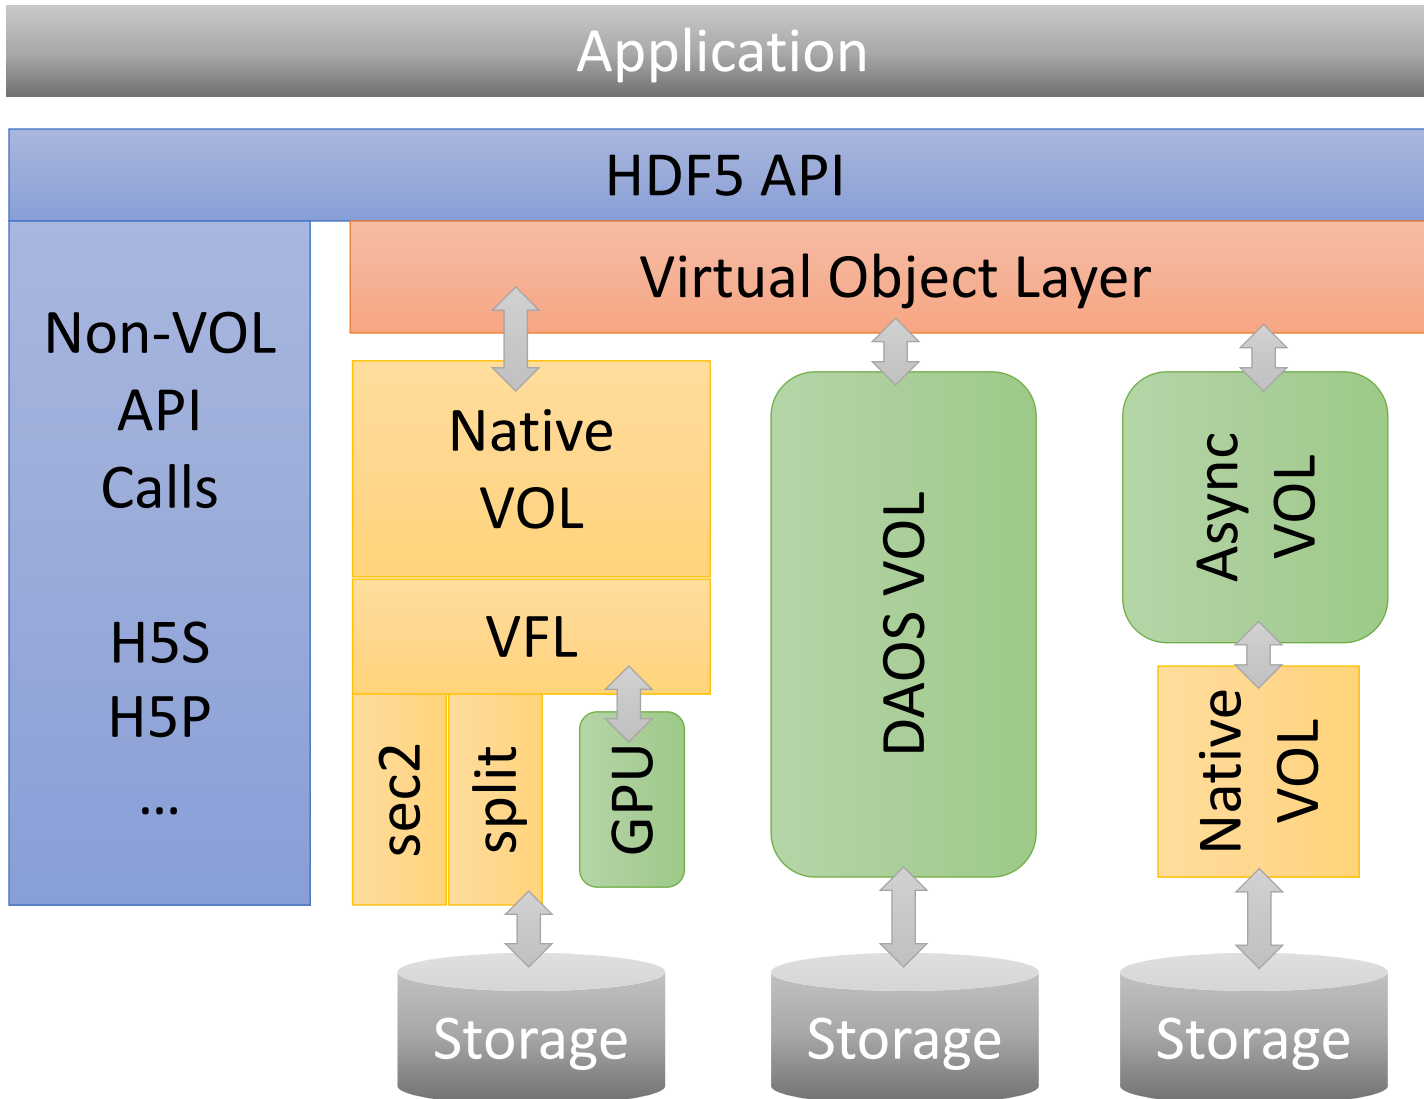 Application
HDF5 API
Virtual Object Layer
Non-VOL
API
Calls
H5S
H5P
...
Native
VOL
VFL
sec2
split
GPU
DAOS VOL
Async
VOL
Native
VOL
Storage
Storage
Storage